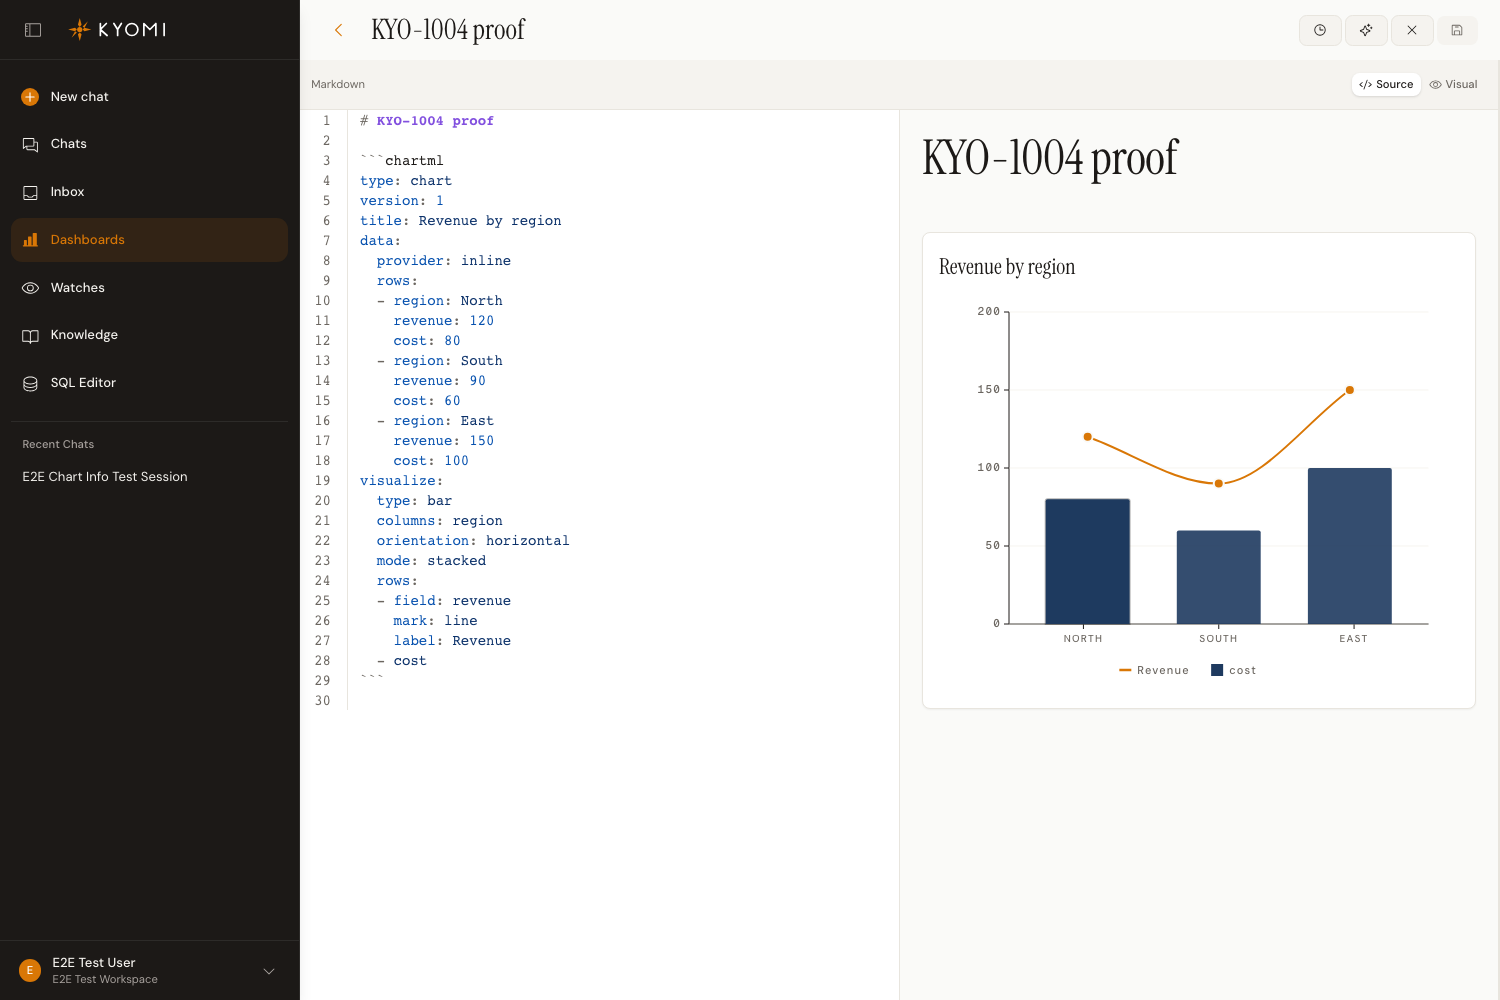 KYOMI
New chat
Chats
Inbox
Dashboards
Watches
Knowledge
SQL Editor
Recent Chats
E2E Chart Info Test Session
E
E2E Test User
E2E Test Workspace
KYO-1004 proof
Markdown
</> Source
Visual
1 # KYO-1004 proof
2
3 ```chartml
4 type: chart
5 version: 1
6 title: Revenue by region
7 data:
8   provider: inline
9   rows:
10   - region: North
11     revenue: 120
12     cost: 80
13   - region: South
14     revenue: 90
15     cost: 60
16   - region: East
17     revenue: 150
18     cost: 100
19 visualize:
20   type: bar
21   columns: region
22   orientation: horizontal
23   mode: stacked
24   rows:
25   - field: revenue
26     mark: line
27     label: Revenue
28   - cost
29 ```
30
KYO-1004 proof
Revenue by region
200
150
100
50
0
NORTH SOUTH EAST
Revenue cost